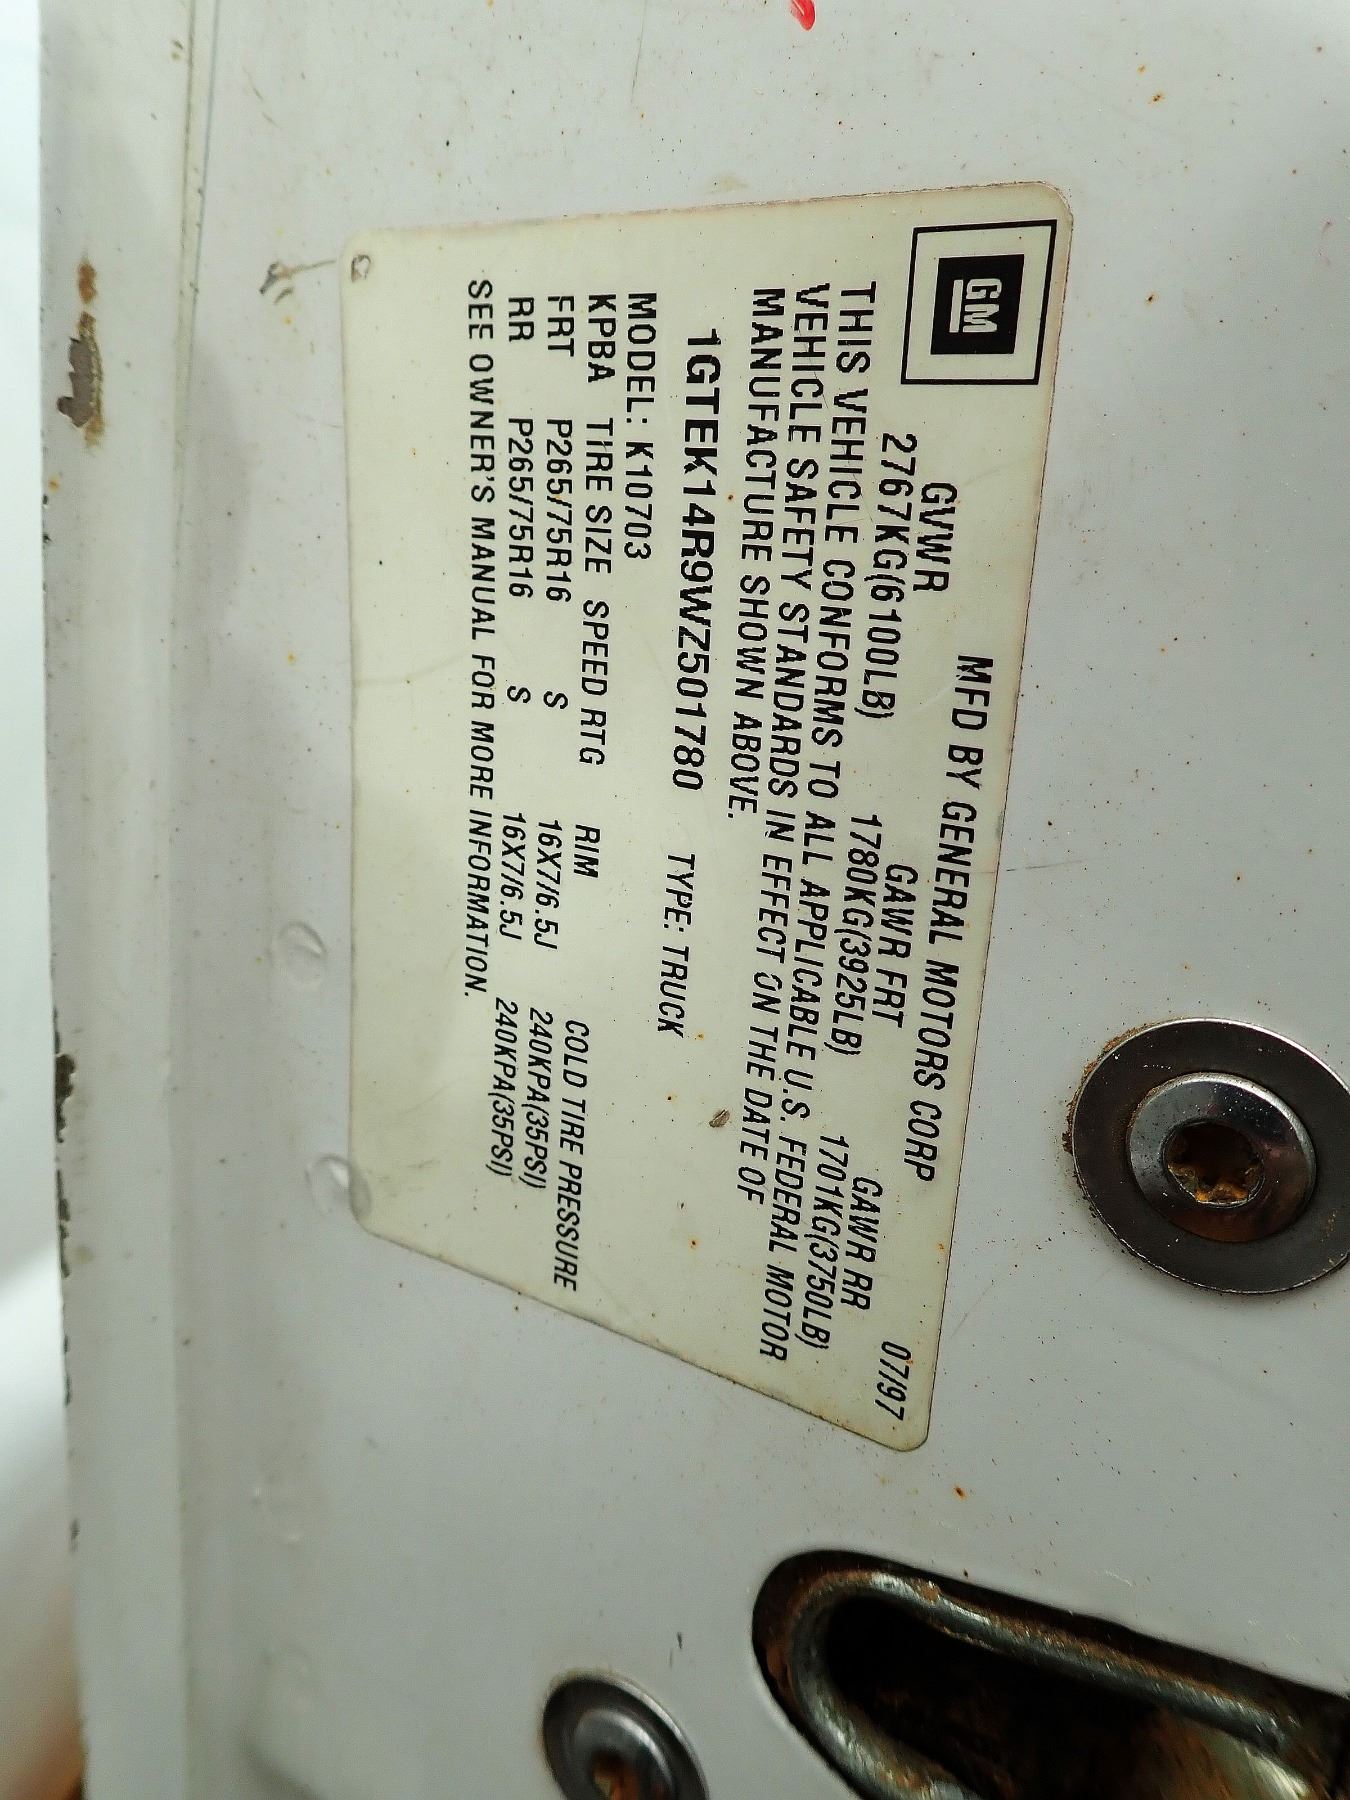 GM
MFD BY GENERAL MOTORS CORP
07/97
GVWR GAWR FRT GAWR RR
2767KG(6100LB) 1780KG(3925LB) 1701KG(3750LB)
THIS VEHICLE CONFORMS TO ALL APPLICABLE U.S. FEDERAL MOTOR
VEHICLE SAFETY STANDARDS IN EFFECT ON THE DATE OF
MANUFACTURE SHOWN ABOVE.
1GTEK14R9WZ501780 TYPE: TRUCK
MODEL: K10703
KPBA TIRE SIZE SPEED RTG RIM COLD TIRE PRESSURE
FRT P265/75R16 S 16X7/6.5J 240KPA(35PSI)
RR P265/75R16 S 16X7/6.5J 240KPA(35PSI)
SEE OWNER'S MANUAL FOR MORE INFORMATION.